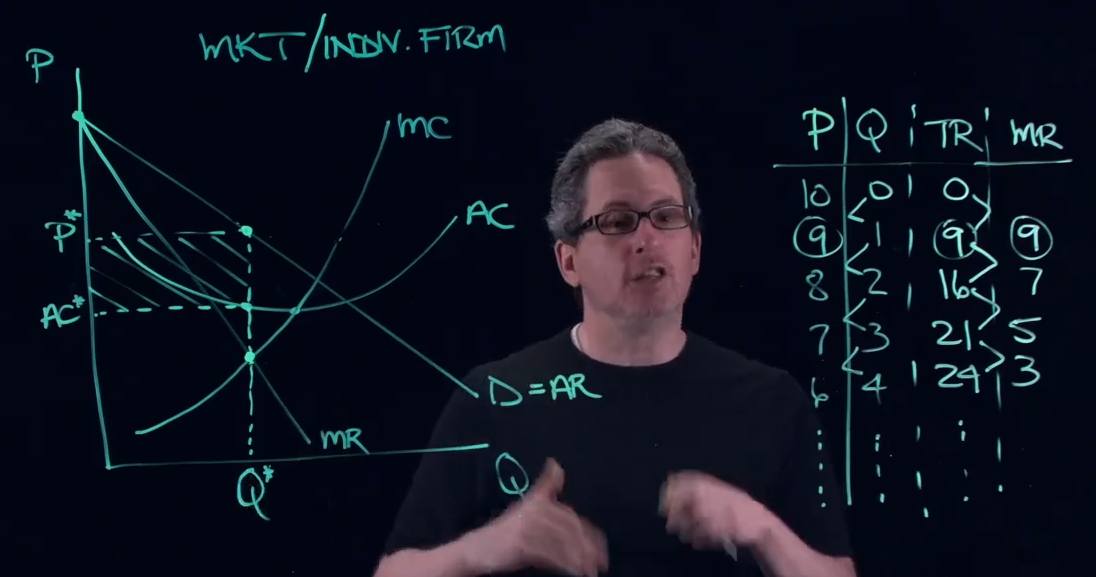 MKT/INDIV. FIRM
P
MC
AC
P*
AC*
D = AR
MR
Q*
Q
P Q TR MR
10 0 0
9 1 9 9
8 2 16 7
7 3 21 5
6 4 24 3